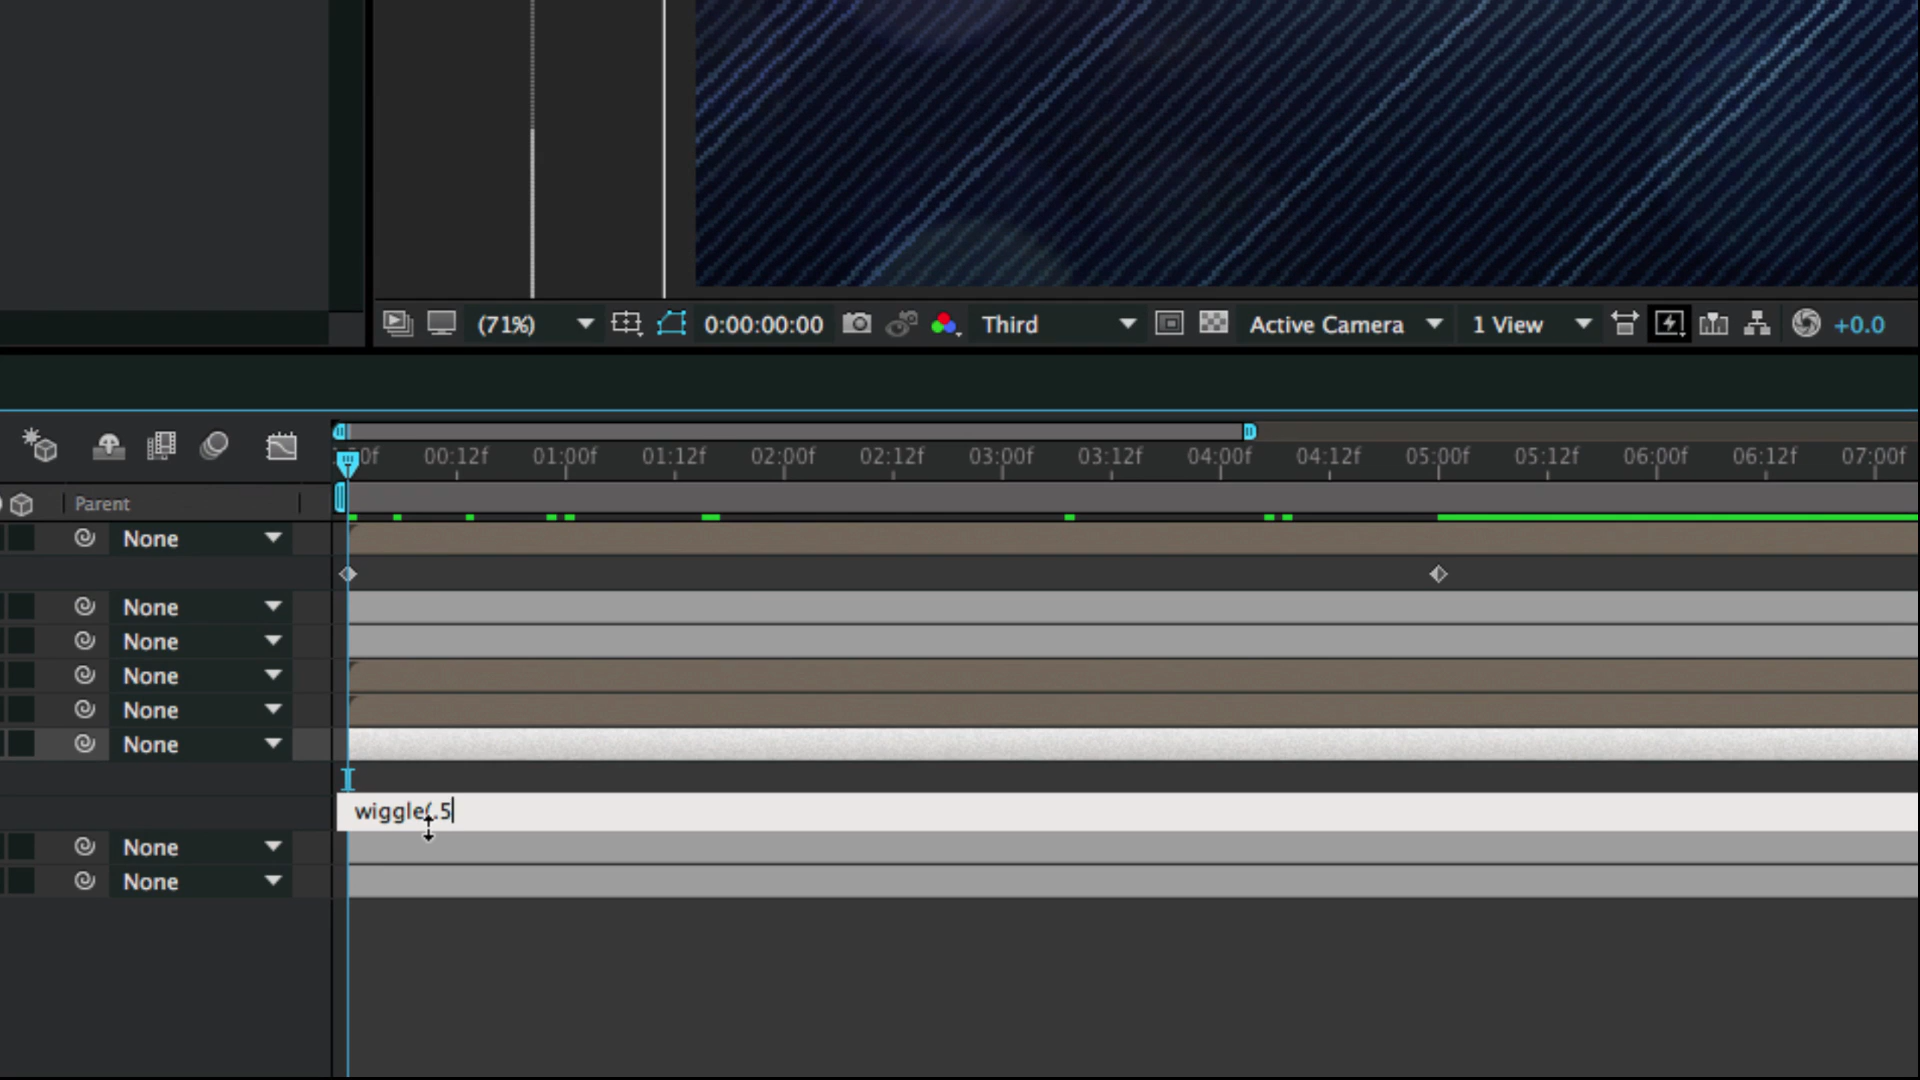 (71%) 0:00:00:00 Third Active Camera 1 View +0.0
00:12f 01:00f 01:12f 02:00f 02:12f 03:00f 03:12f 04:00f 04:12f 05:00f 05:12f 06:00f 06:12f 07:00f
Parent
None
None
None
None
None
None
wiggle(.5
None
None